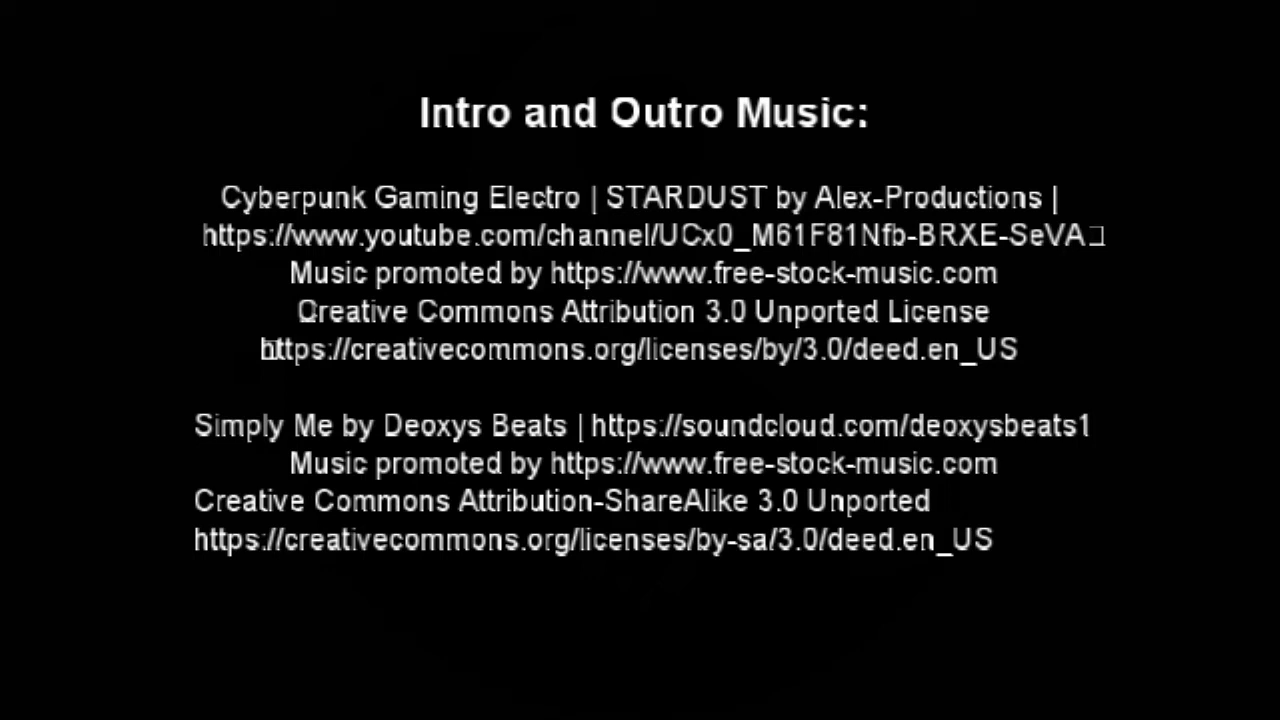 Intro and Outro Music:
Cyberpunk Gaming Electro | STARDUST by Alex-Productions |
https://www.youtube.com/channel/UCx0_M61F81Nfb-BRXE-SeVA
Music promoted by https://www.free-stock-music.com
Creative Commons Attribution 3.0 Unported License
https://creativecommons.org/licenses/by/3.0/deed.en_US
Simply Me by Deoxys Beats | https://soundcloud.com/deoxysbeats1
Music promoted by https://www.free-stock-music.com
Creative Commons Attribution-ShareAlike 3.0 Unported
https://creativecommons.org/licenses/by-sa/3.0/deed.en_US